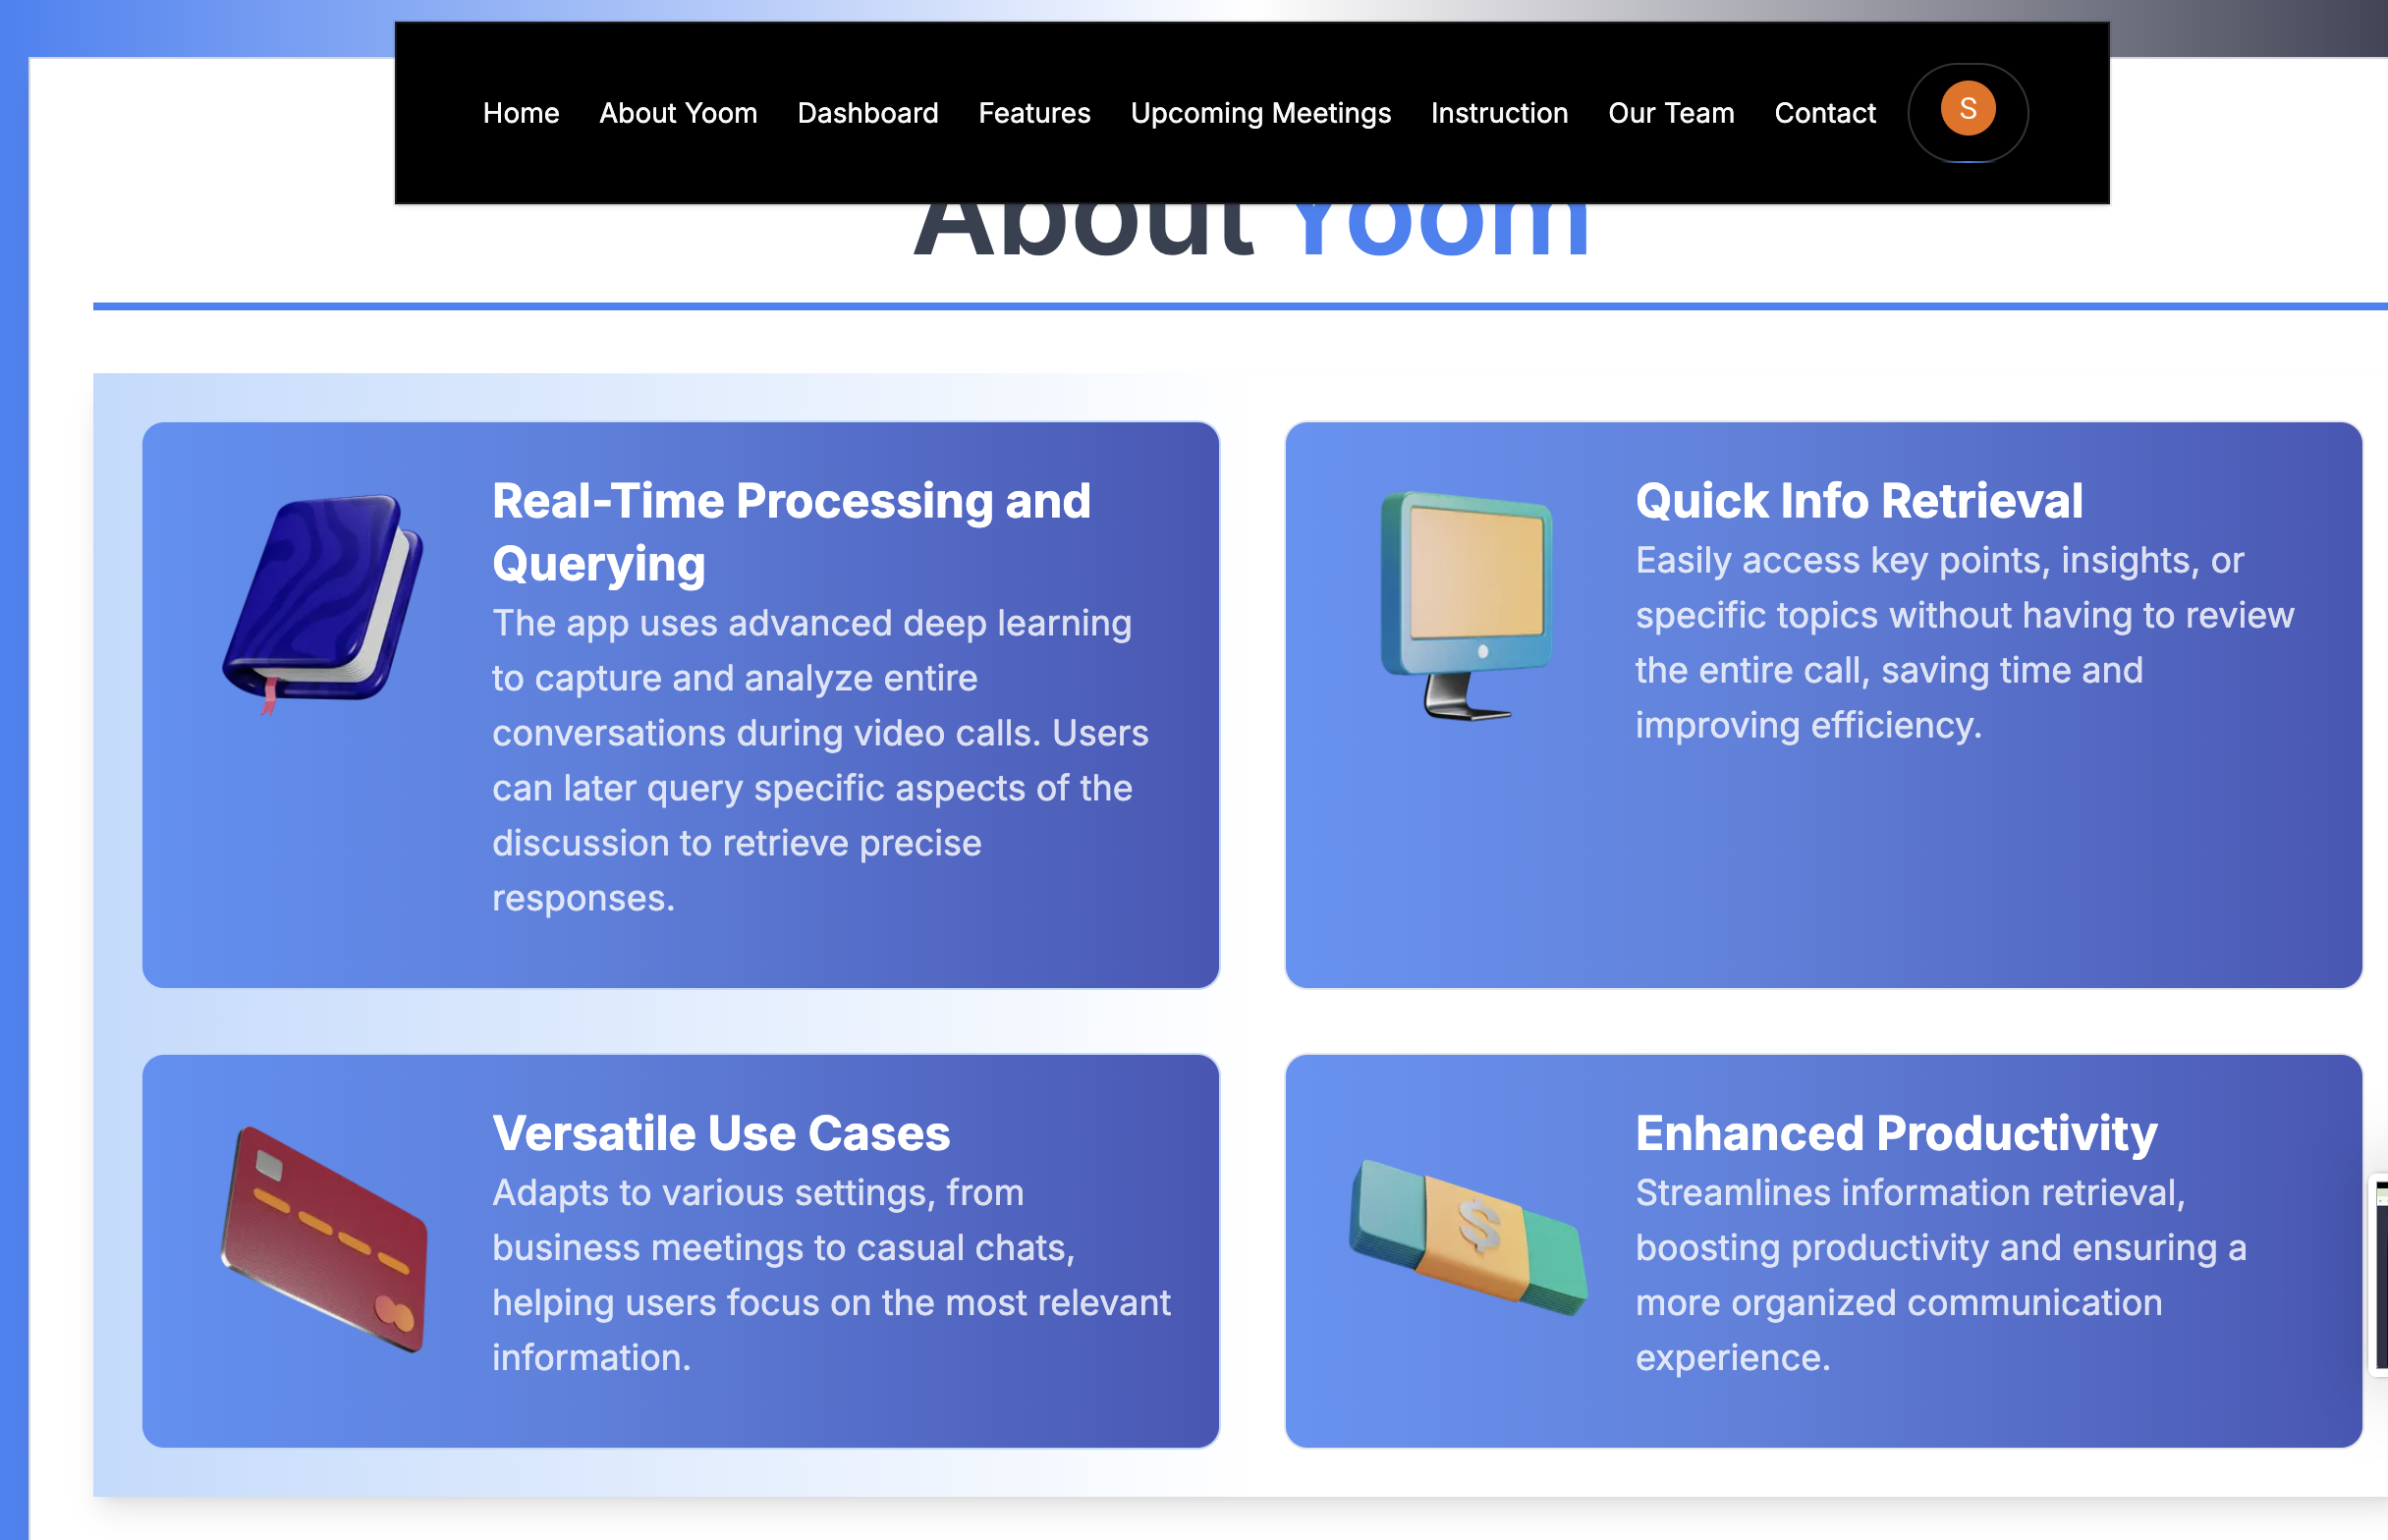 Home About Yoom Dashboard Features Upcoming Meetings Instruction Our Team Contact S
About Yoom
Real-Time Processing and
Querying
The app uses advanced deep learning
to capture and analyze entire
conversations during video calls. Users
can later query specific aspects of the
discussion to retrieve precise
responses.
Quick Info Retrieval
Easily access key points, insights, or
specific topics without having to review
the entire call, saving time and
improving efficiency.
Versatile Use Cases
Adapts to various settings, from
business meetings to casual chats,
helping users focus on the most relevant
information.
$
Enhanced Productivity
Streamlines information retrieval,
boosting productivity and ensuring a
more organized communication
experience.